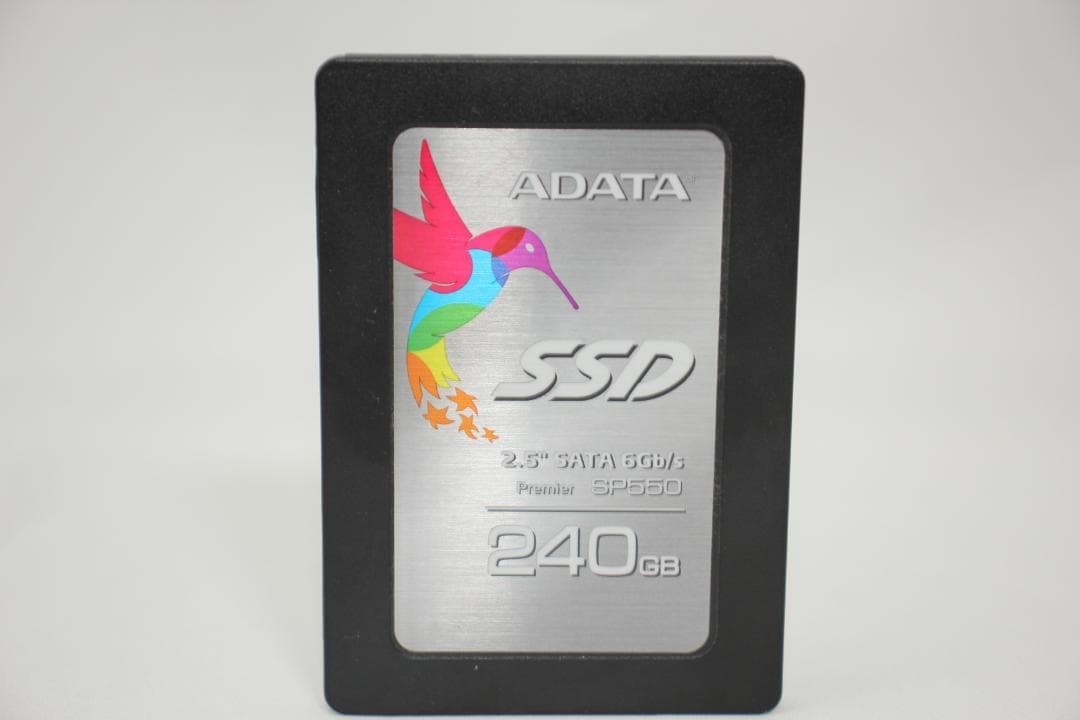 ADATA
SSD
2.5" SATA 6Gb/s
Premier SP550
240GB